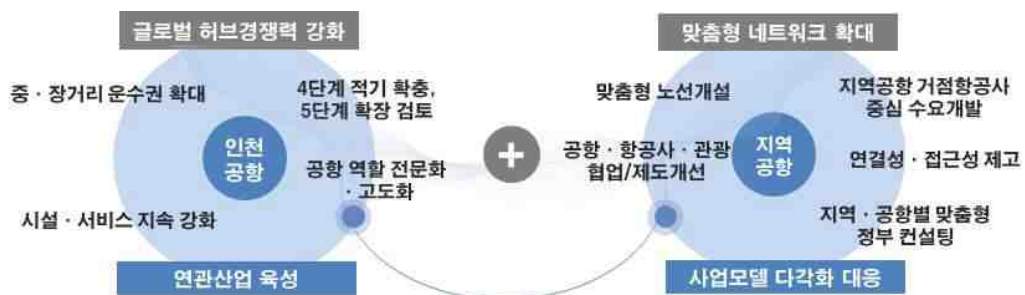 글로벌 허브경쟁력 강화
중 · 장거리 운수권 확대
4단계 적기 확충,
5단계 확장 검토
인천
공항
공항 역할 전문화
· 고도화
시설 · 서비스 지속 강화
연관산업 육성
+
맞춤형 네트워크 확대
맞춤형 노선개설
지역공항 거점항공사
중심 수요개발
공항 · 항공사 · 관광
협업/제도개선
지역
공항
연결성 · 접근성 제고
지역 · 공항별 맞춤형
정부 컨설팅
사업모델 다각화 대응